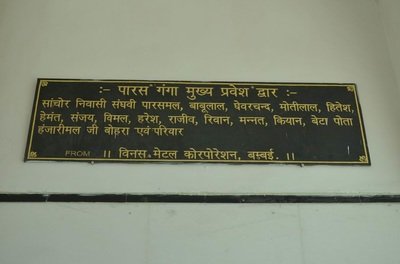 :- पारस गंगा मुख्य प्रवेश द्वार :-
सांचोर निवासी संघवी पारसमल, बाबूलाल, घेवरचन्द, मोतीलाल, हितेश,
हेमंत, संजय, विमल, हरेश, राजीव, रिवान, मन्नत, कियान, बेटा पोता
हंजारीमल जी बोहरा एवं परिवार
FROM ॥ विनस मेटल कोरपोरेशन, बम्बई. ॥